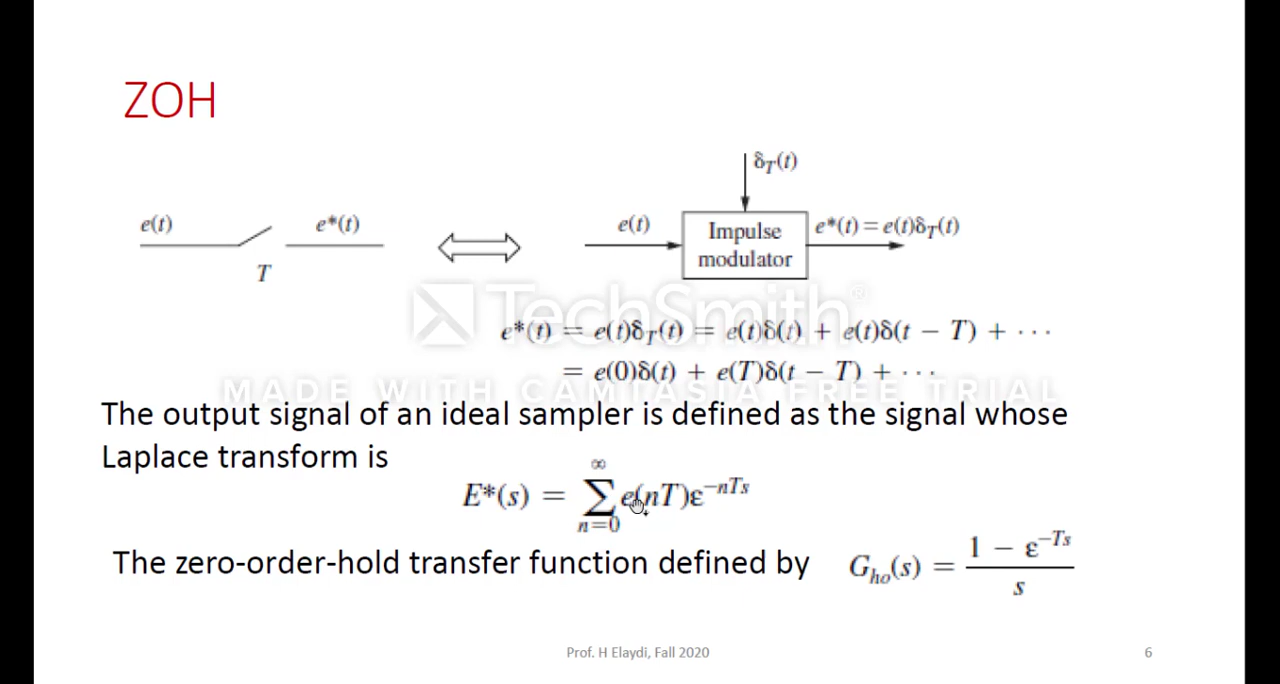 ZOH
δT(t)
e(t) e*(t) e(t) Impulse modulator e*(t) = e(t)δT(t)
T
TechSmith®
e*(t) = e(t)δT(t) = e(t)δ(t) + e(t)δ(t − T) + ···
= e(0)δ(t) + e(T)δ(t − T) + ···
MADE WITH CAMTASIA FREE TRIAL
The output signal of an ideal sampler is defined as the signal whose
Laplace transform is
E*(s) = ∑n=0∞ e(nT)ε^−nTs
The zero-order-hold transfer function defined by Gho(s) = (1 − ε^−Ts)/s
Prof. H Elaydi, Fall 2020 6